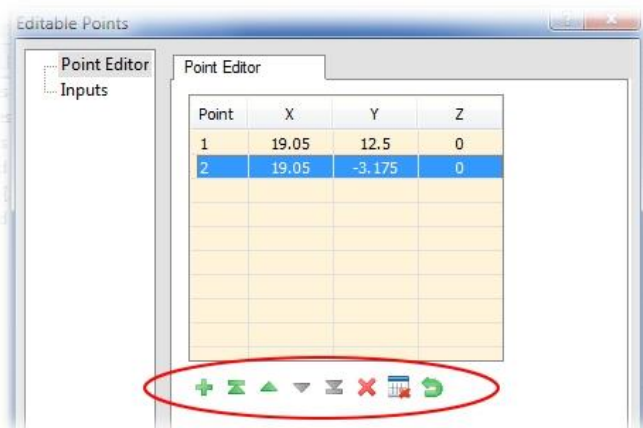 Editable Points
Point Editor
Inputs
Point Editor
Point X Y Z
1 19.05 12.5 0
2 19.05 -3.175 0